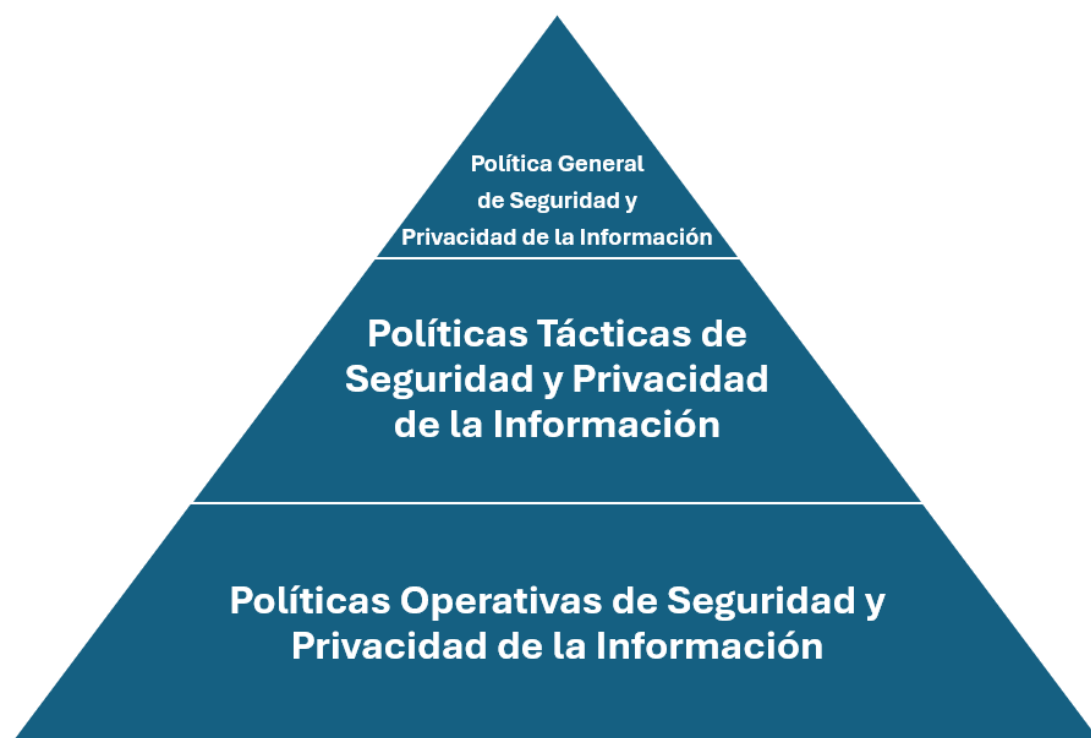 Política General
de Seguridad y
Privacidad de la Información
Políticas Tácticas de
Seguridad y Privacidad
de la Información
Políticas Operativas de Seguridad y
Privacidad de la Información